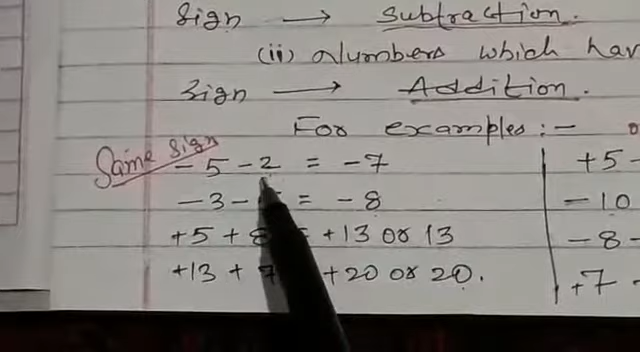 Sign → Subtraction.
(ii) Numbers which hav
Sign → Addition.
For examples :-
Same Sign
-5 -2 = -7
+5 -
-3 - = -8
-10
+5 + 8 = +13 or 13
-8 -
+13 + 7 +20 or 20.
+7